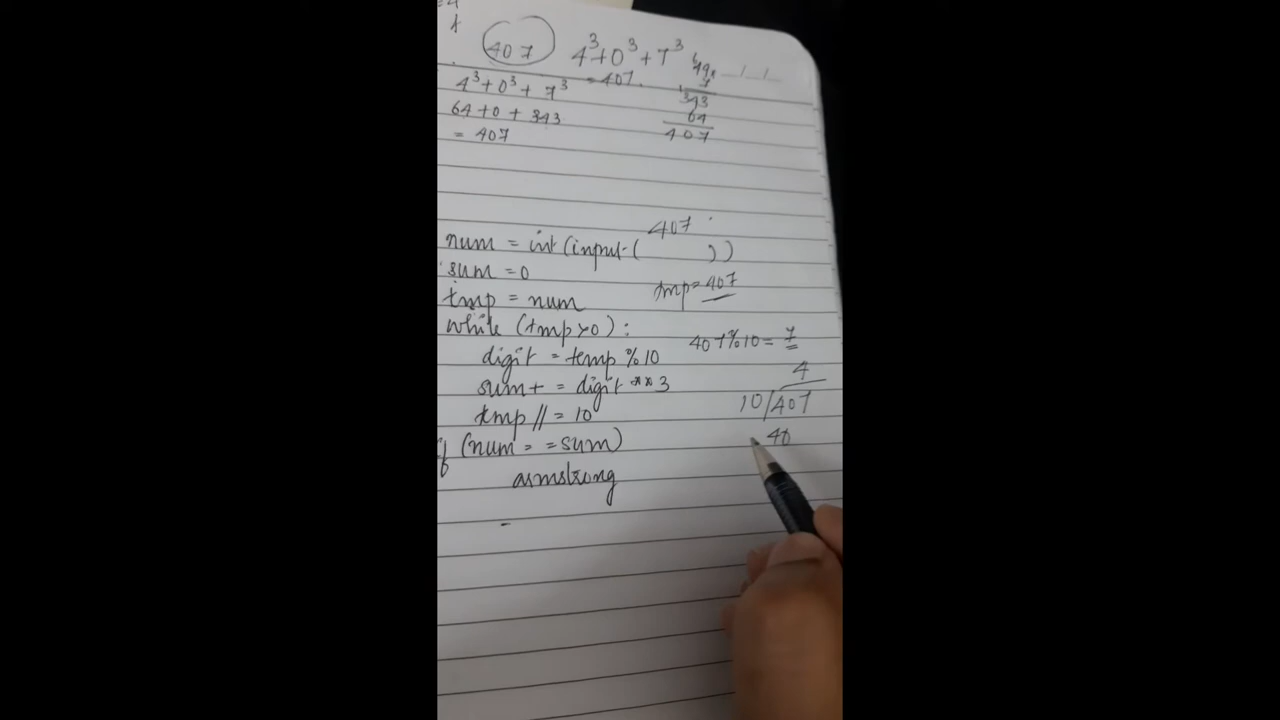 407 4³+0³+7³
4³+0³+ 7³ =407.
49x
7
343
64
407
64+0+343
= 407
407
num = int(input( ))
sum =0
tmp = num tmp=407
while (tmp>0):
digit = temp %10 407%10= 7
sum+ = digit **3
tmp // = 10
4
10/407
40
if (num==sum)
armstrong
-